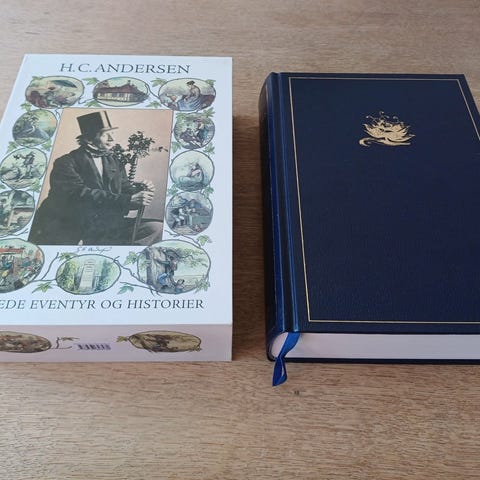 H.C. ANDERSEN
EDE EVENTYR OG HISTORIER